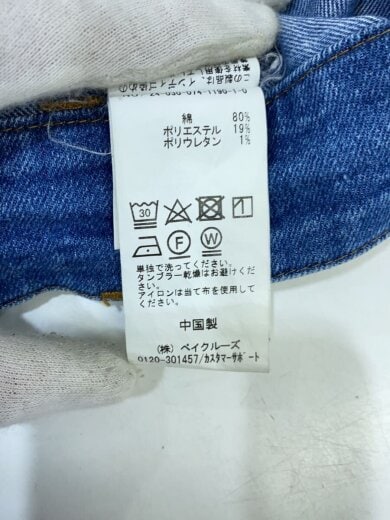 綿 80%
ポリエステル 19%
ポリウレタン 1%
30
F W
単独で洗ってください。
タンブラー乾燥はお避けくだ
さい。
アイロンは当て布を使用して
ください。
中国製
(株) ベイクルーズ
0120-301457/カスタマーサポート